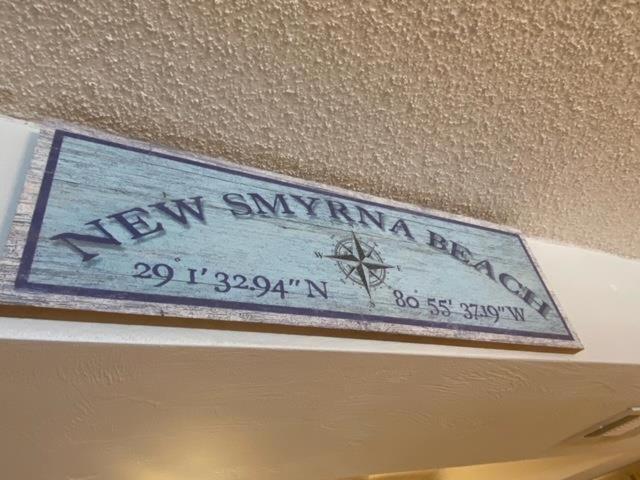 NEW SMYRNA BEACH
W E
29° 1' 32.94" N 80° 55' 37.19" W